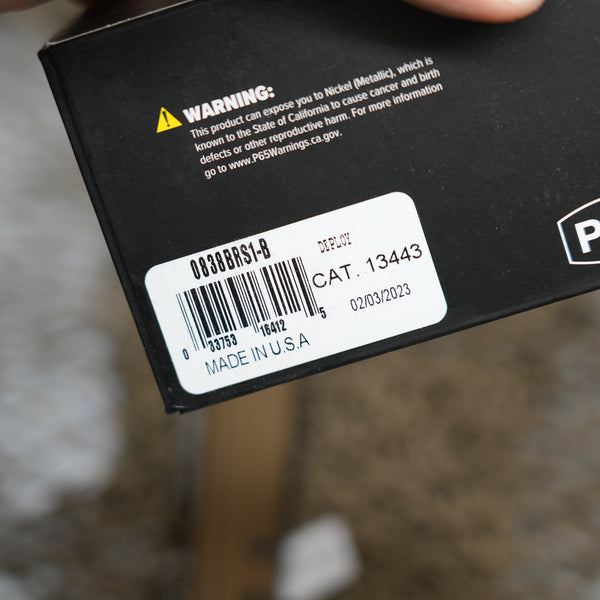 WARNING:
This product can expose you to Nickel (Metallic), which is
known to the State of California to cause cancer and birth
defects or other reproductive harm. For more information
go to www.P65Warnings.ca.gov.
0838BRS1-B
DEPLOY
CAT. 13443
02/03/2023
0 33753 16412 5
MADE IN U.S.A
P